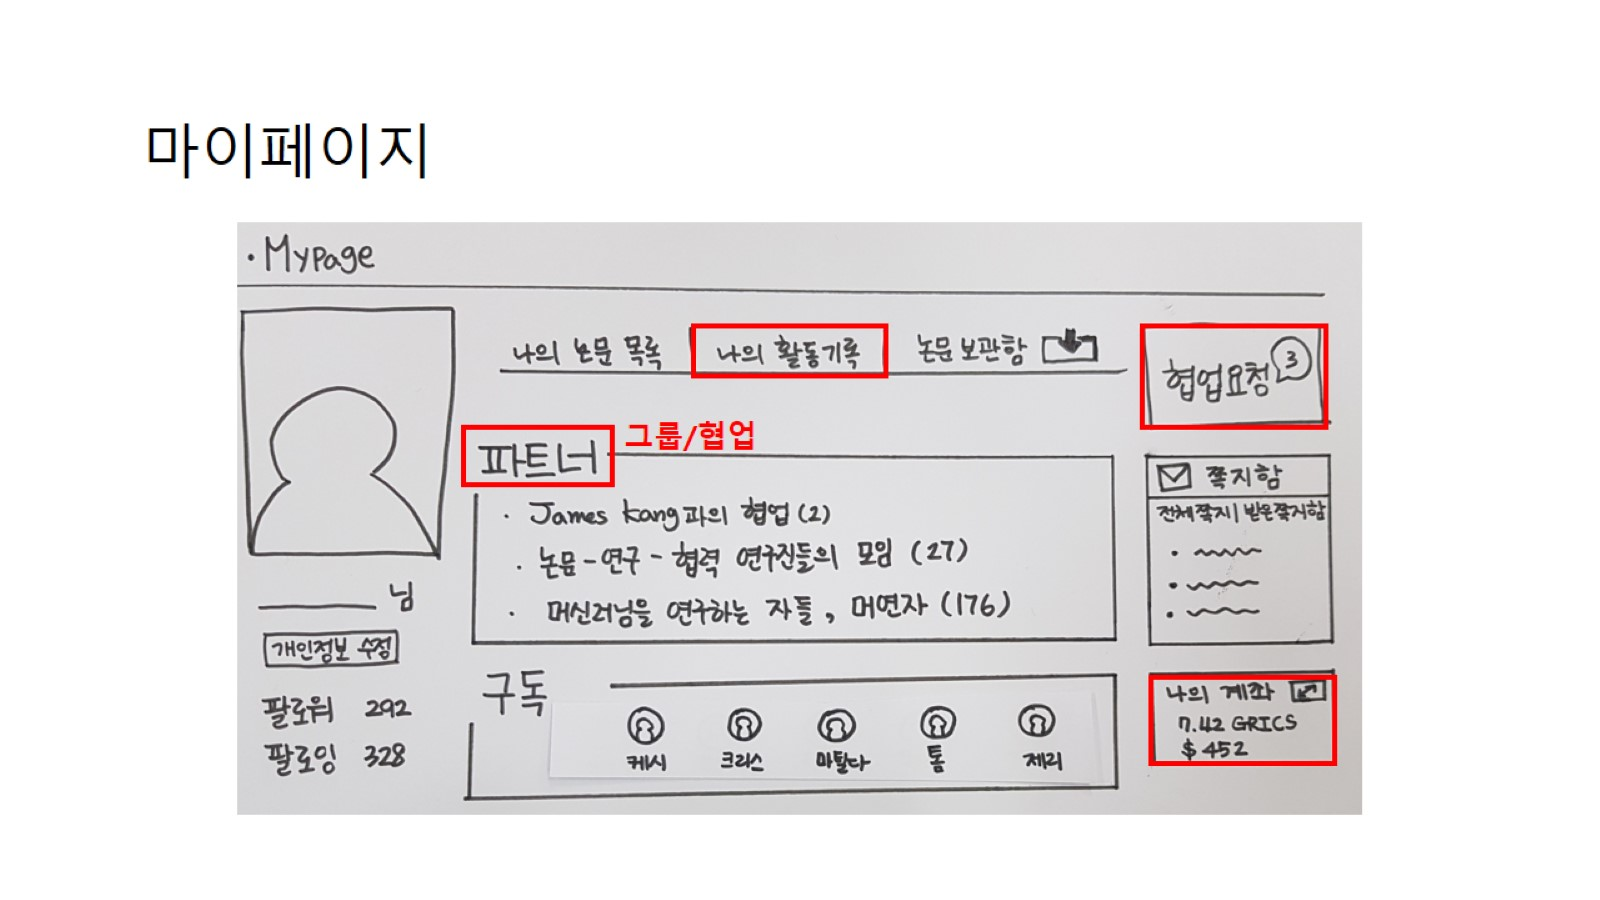 마이페이지
· Mypage
나의 논문 목록
나의 활동기록
논문보관함
협업요청 3
파트너
그룹/협업
· James Kang과의 협업 (2)
· 논문-연구-협력 연구진들의 모임 (27)
· 머신러닝을 연구하는 자들, 머연자 (176)
쪽지함
전체쪽지 | 받은쪽지함
님
개인정보 수정
팔로워 292
팔로잉 328
구독
케시 크리스 마틸다 톰 제리
나의 계좌
7.42 GRICS
$ 452